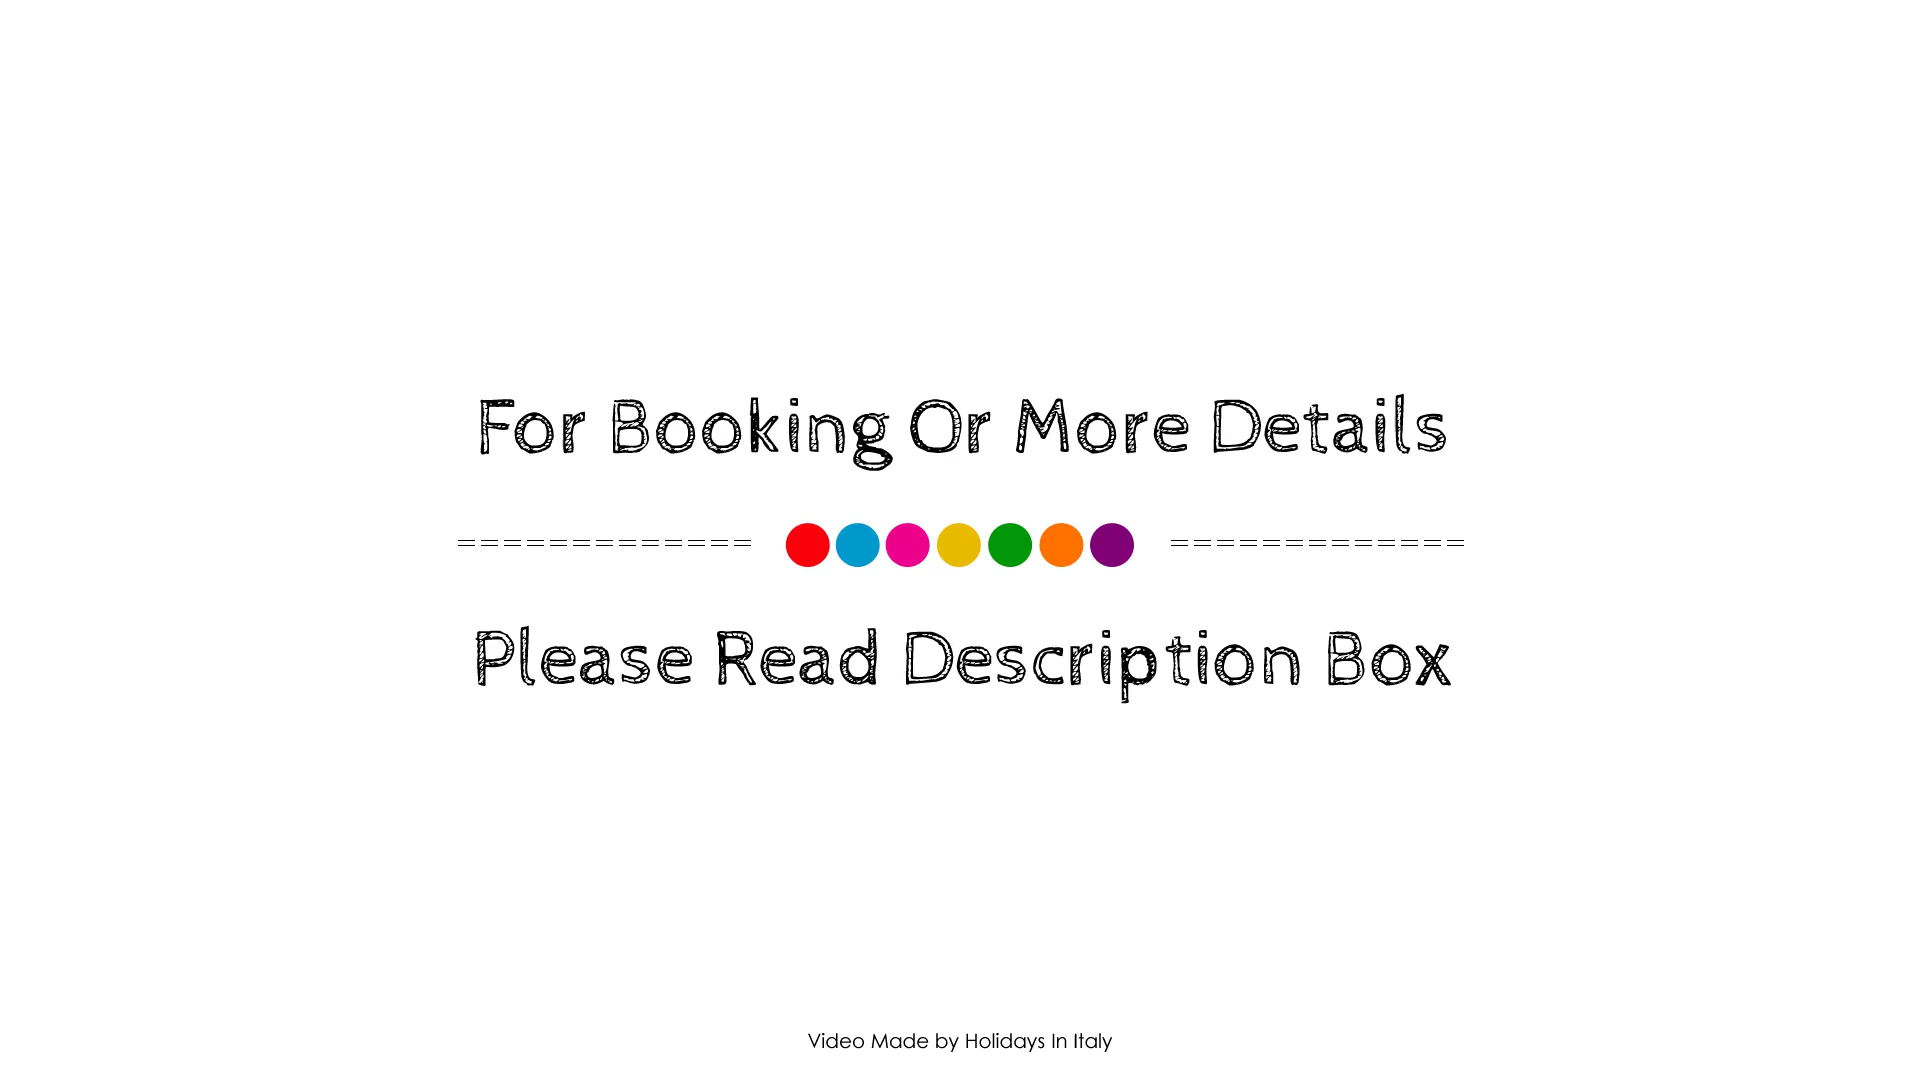 For Booking Or More Details
============= =============
Please Read Description Box
Video Made by Holidays In Italy